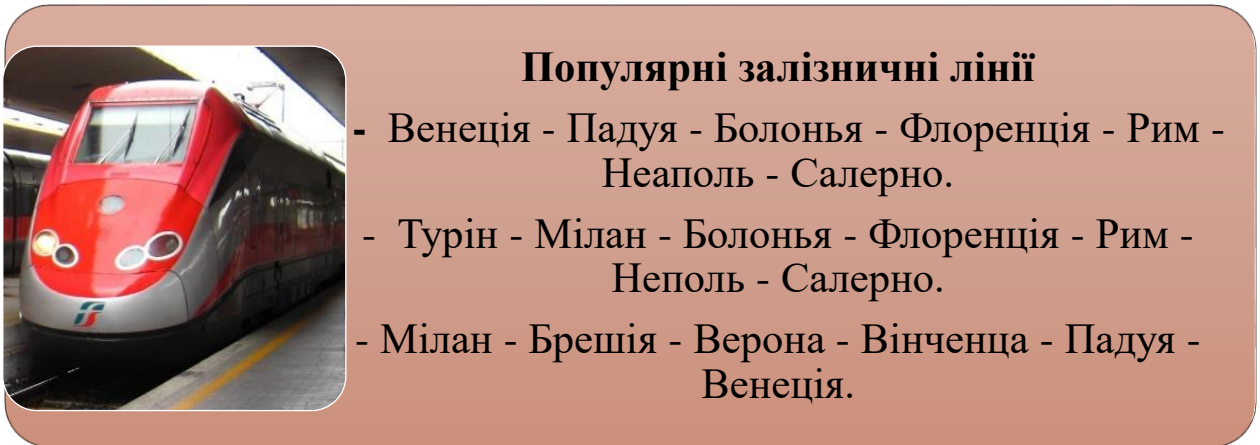 Популярні залізничні лінії
- Венеція - Падуя - Болонья - Флоренція - Рим -
Неаполь - Салерно.
- Турін - Мілан - Болонья - Флоренція - Рим -
Неполь - Салерно.
- Мілан - Брешія - Верона - Вінченца - Падуя -
Венеція.